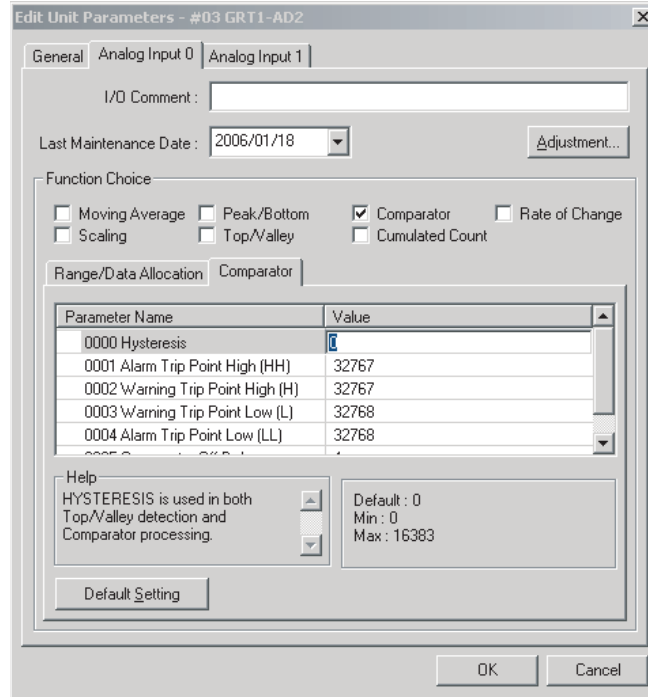 Edit Unit Parameters - #03 GRT1-AD2
General Analog Input 0 Analog Input 1
I/O Comment :
Last Maintenance Date : 2006/01/18 Adjustment...
Function Choice
Moving Average Peak/Bottom Comparator Rate of Change
Scaling Top/Valley Cumulated Count
Range/Data Allocation Comparator
Parameter Name Value
0000 Hysteresis 0
0001 Alarm Trip Point High (HH) 32767
0002 Warning Trip Point High (H) 32767
0003 Warning Trip Point Low (L) 32768
0004 Alarm Trip Point Low (LL) 32768
Help
HYSTERESIS is used in both
Top/Valley detection and
Comparator processing.
Default : 0
Min : 0
Max : 16383
Default Setting
OK Cancel